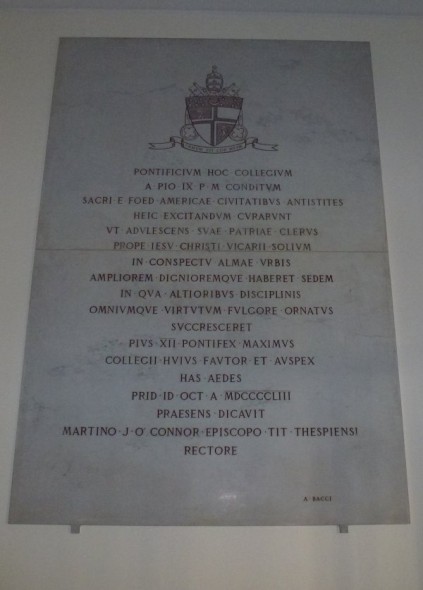 PONTIFICIVM HOC COLLEGIVM
A PIO IX P·M CONDITVM
SACRI·E FOED·AMERICAE·CIVITATIBVS ANTISTITES
HEIC EXCITANDVM CVRARVNT
VT ADVLESCENS SVAE·PATRIAE CLERVS
PROPE IESV CHRISTI VICARII SOLIVM
IN CONSPECTV ALMAE VRBIS
AMPLIOREM DIGNIOREMQVE HABERET SEDEM
IN·QVA·ALTIORIBVS DISCIPLINIS
OMNIVMQVE VIRTVTVM FVLGORE ORNATVS
SVCCRESCERET
PIVS·XII PONTIFEX MAXIMVS
COLLEGII·HVIVS FAVTOR·ET·AVSPEX
HAS·AEDES
PRID·ID·OCT·A·MDCCCCLIII
PRAESENS·DICAVIT
MARTINO·J·O'CONNOR·EPISCOPO·TIT·THESPIENSI
RECTORE
A·BACCI